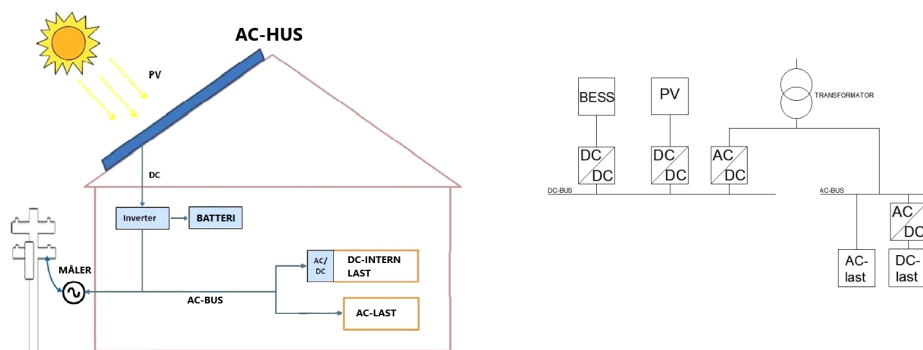 AC-HUS
PV
DC
Inverter
BATTERI
MÅLER
AC-BUS
AC/
DC
DC-INTERN
LAST
AC-LAST
BESS
PV
TRANSFORMATOR
DC
DC
DC
DC
AC
DC
DC-BUS
AC-BUS
AC
DC
AC-
last
DC-
last